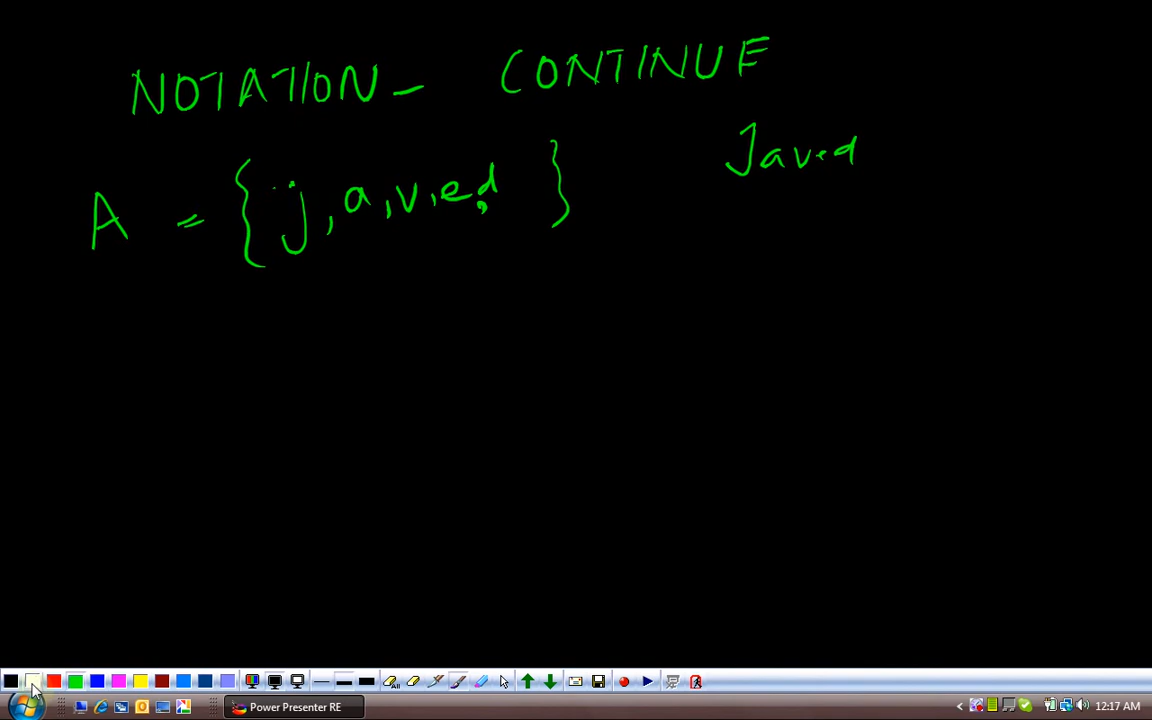 NOTATION - CONTINUE
Javed
A = { j, a, v, e, d }
Power Presenter RE
12:17 AM